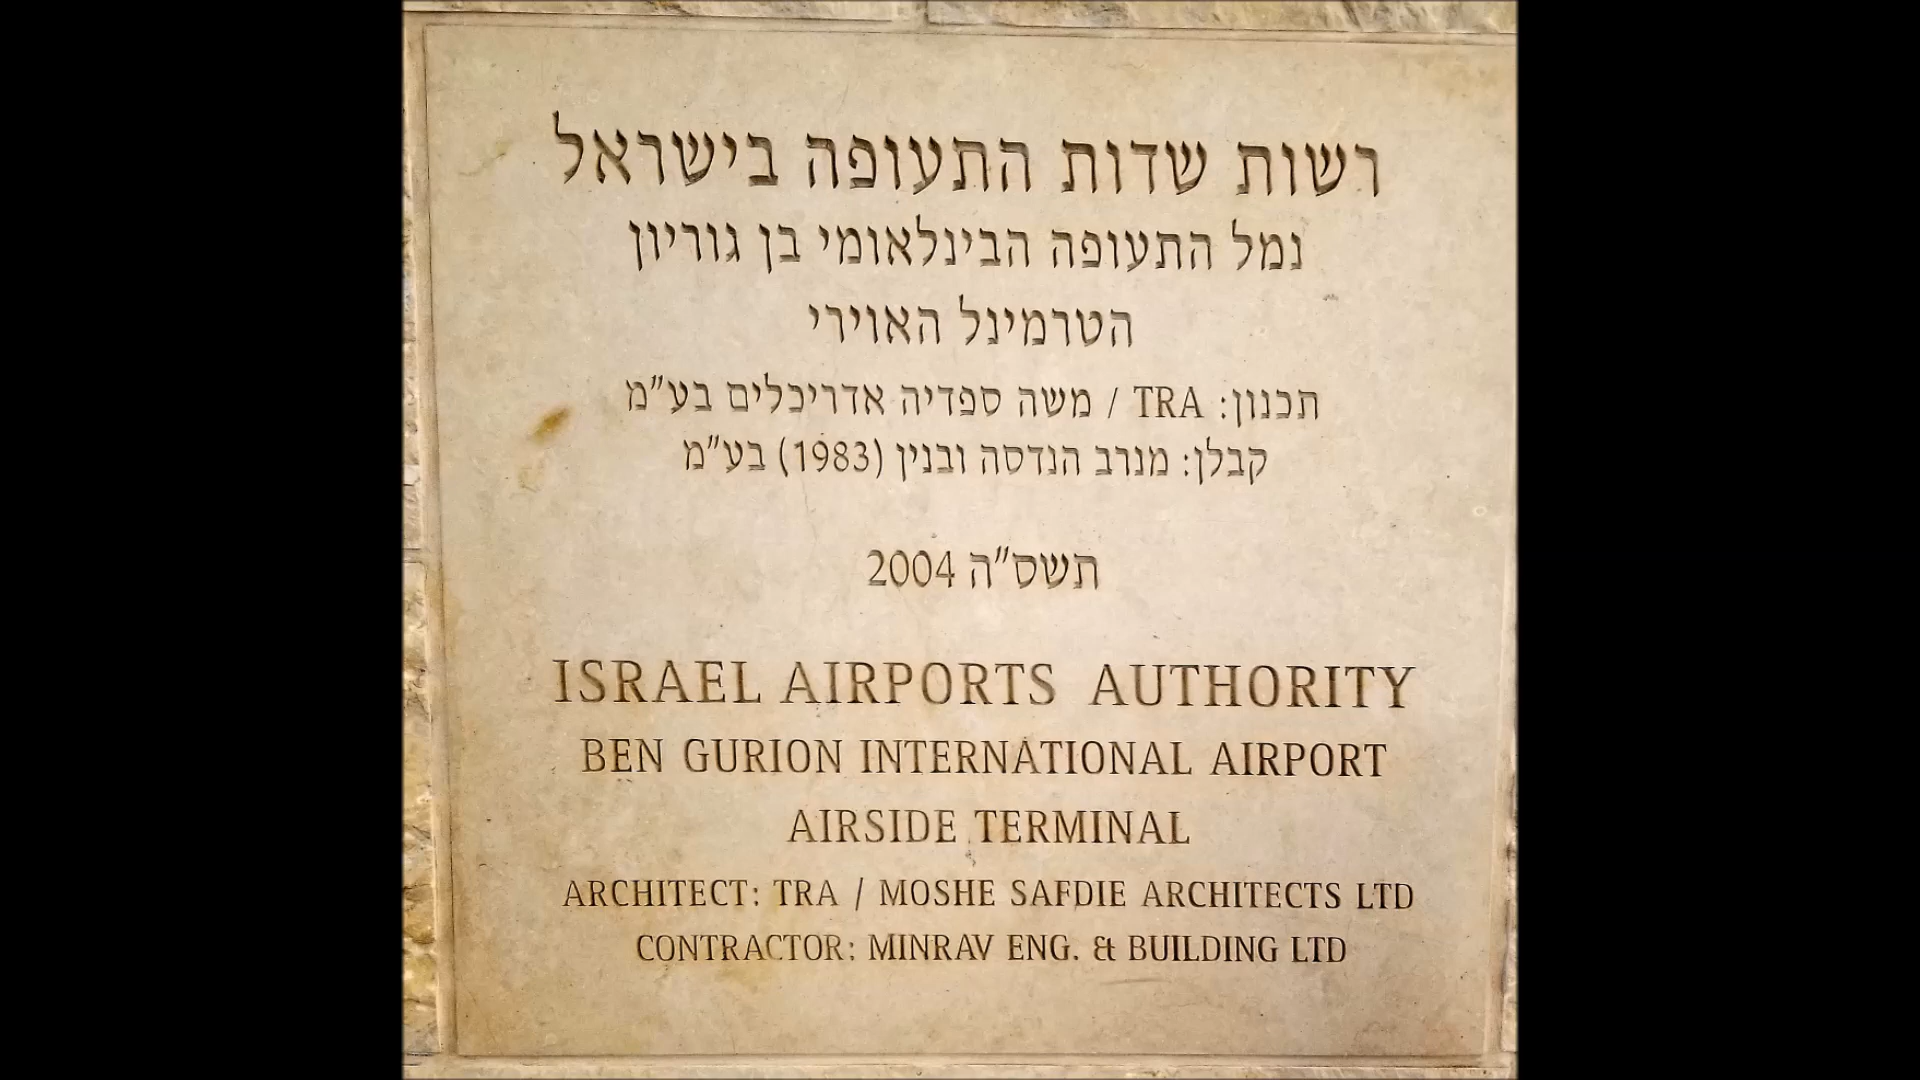 רשות שדות התעופה בישראל
נמל התעופה הבינלאומי בן גוריון
הטרמינל האוירי
תכנון: TRA / משה ספדיה אדריכלים בע"מ
קבלן: מנרב הנדסה ובנין (1983) בע"מ
תשס"ה 2004
ISRAEL AIRPORTS AUTHORITY
BEN GURION INTERNATIONAL AIRPORT
AIRSIDE TERMINAL
ARCHITECT: TRA / MOSHE SAFDIE ARCHITECTS LTD
CONTRACTOR: MINRAV ENG. & BUILDING LTD